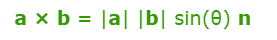 a × b = |a| |b| sin(θ) n